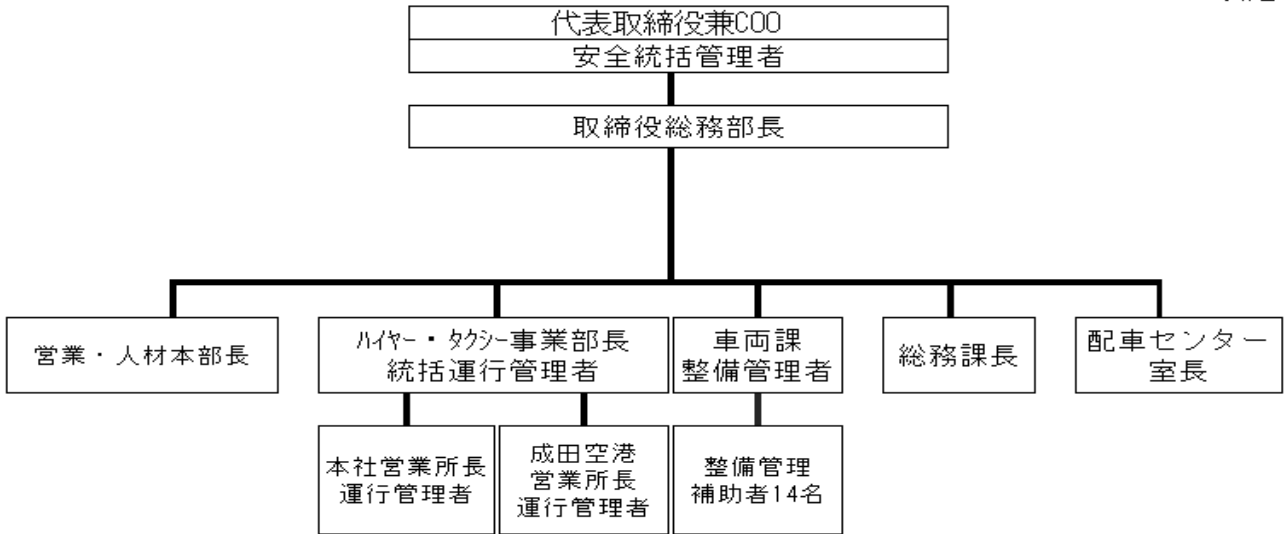 代表取締役兼COO
安全統括管理者
取締役総務部長
営業・人材本部長
ﾊｲﾔｰ・ﾀｸｼｰ事業部長
統括運行管理者
車両課
整備管理者
総務課長
配車センター
室長
本社営業所長
運行管理者
成田空港
営業所長
運行管理者
整備管理
補助者14名